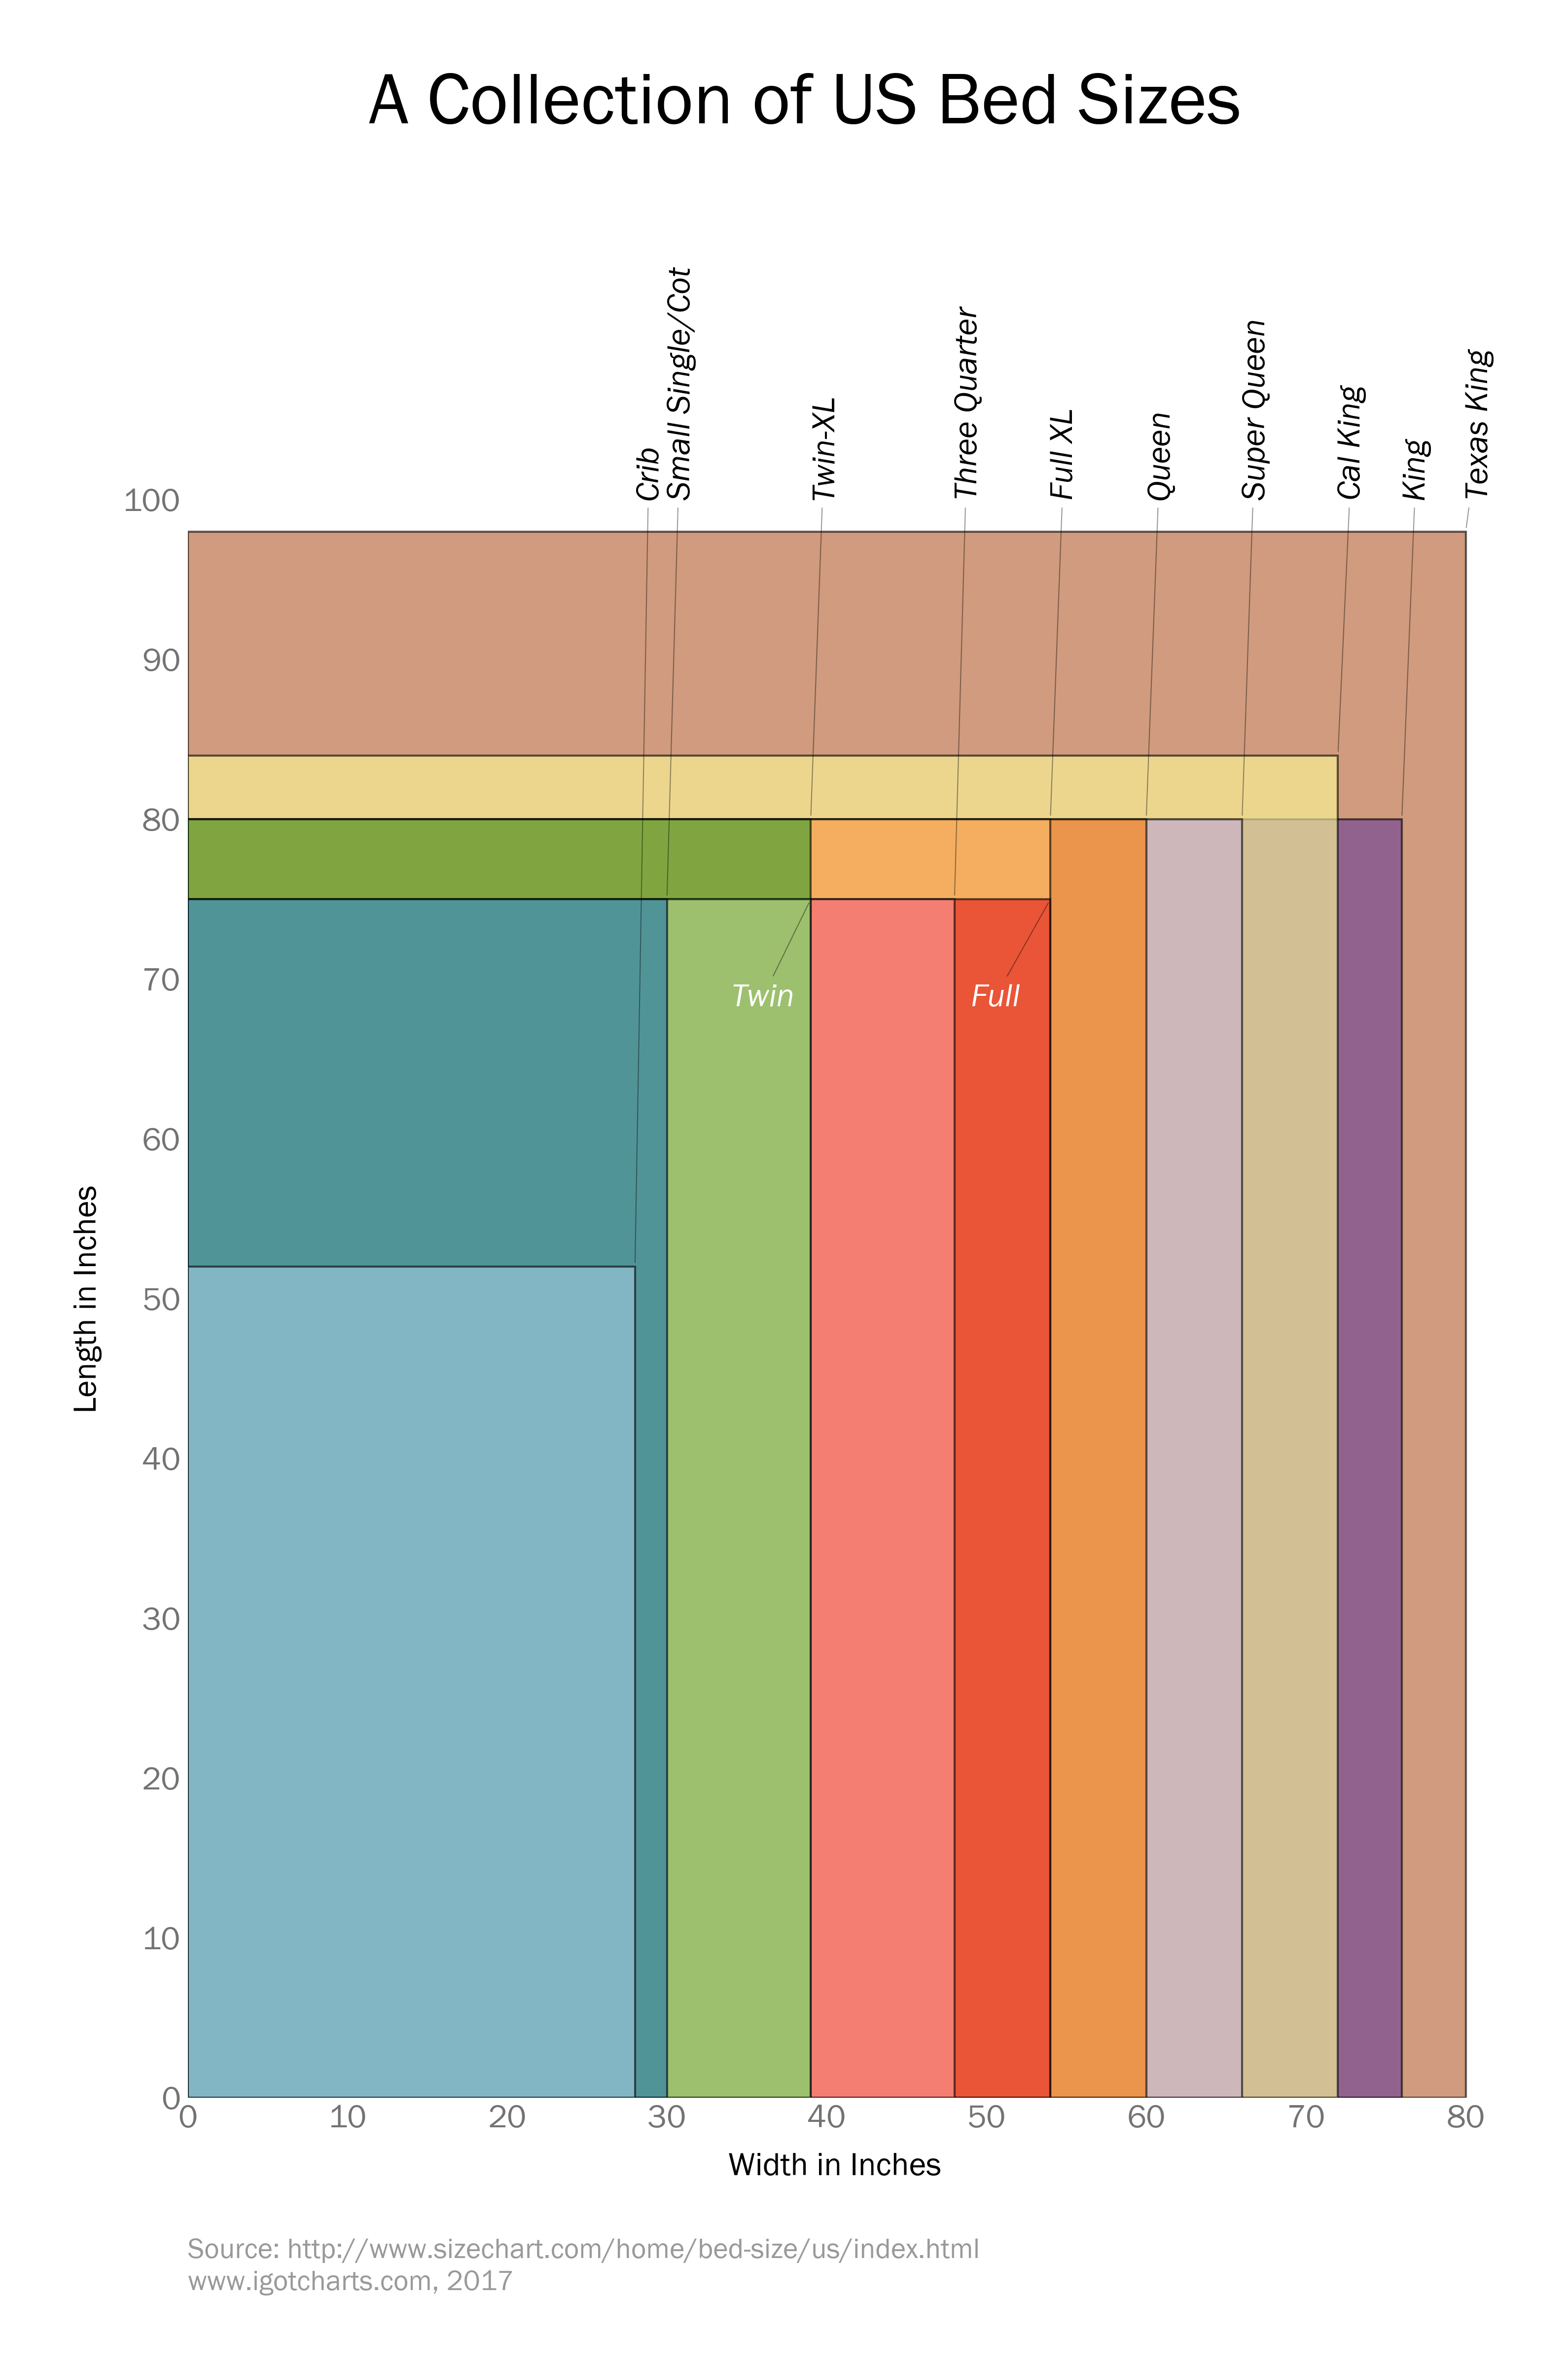 A Collection of US Bed Sizes
Crib
Small Single/Cot
Twin-XL
Three Quarter
Full XL
Queen
Super Queen
Cal King
King
Texas King
100
90
80
70
60
50
40
30
20
10
0
Length in Inches
Twin
Full
0 10 20 30 40 50 60 70 80
Width in Inches
Source: http://www.sizechart.com/home/bed-size/us/index.html
www.igotcharts.com, 2017